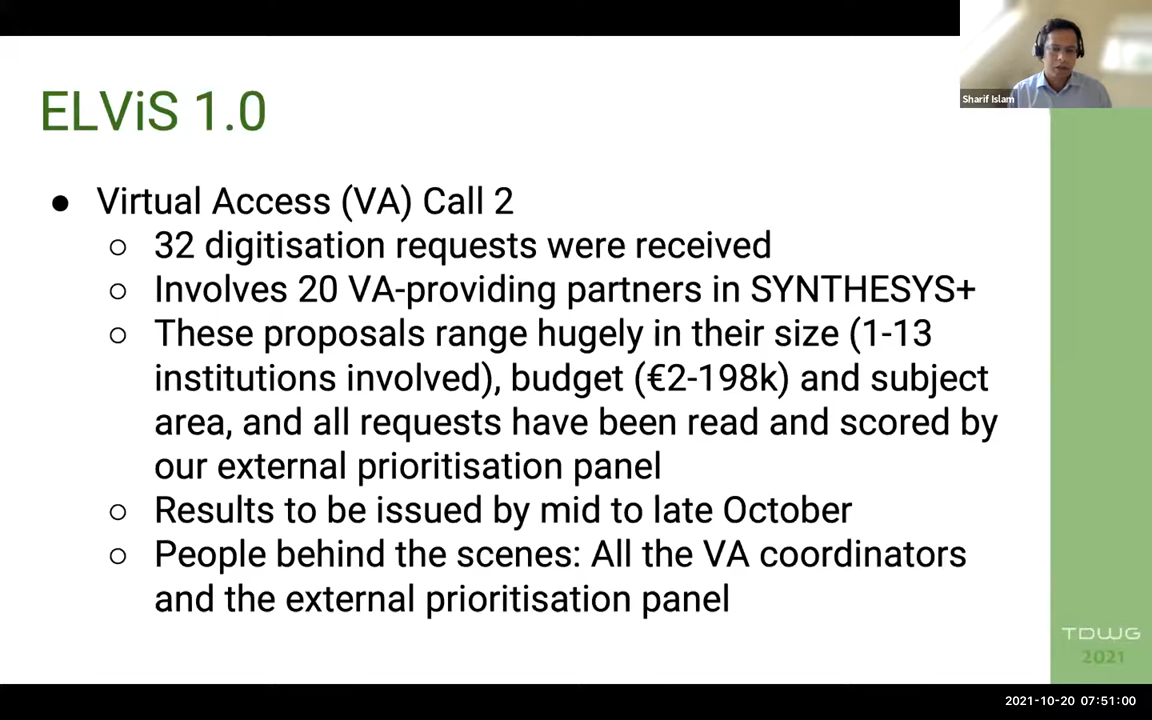 Sharif Islam
ELViS 1.0
● Virtual Access (VA) Call 2
○ 32 digitisation requests were received
○ Involves 20 VA-providing partners in SYNTHESYS+
○ These proposals range hugely in their size (1-13
institutions involved), budget (€2-198k) and subject
area, and all requests have been read and scored by
our external prioritisation panel
○ Results to be issued by mid to late October
○ People behind the scenes: All the VA coordinators
and the external prioritisation panel
TDWG
2021
2021-10-20 07:51:00